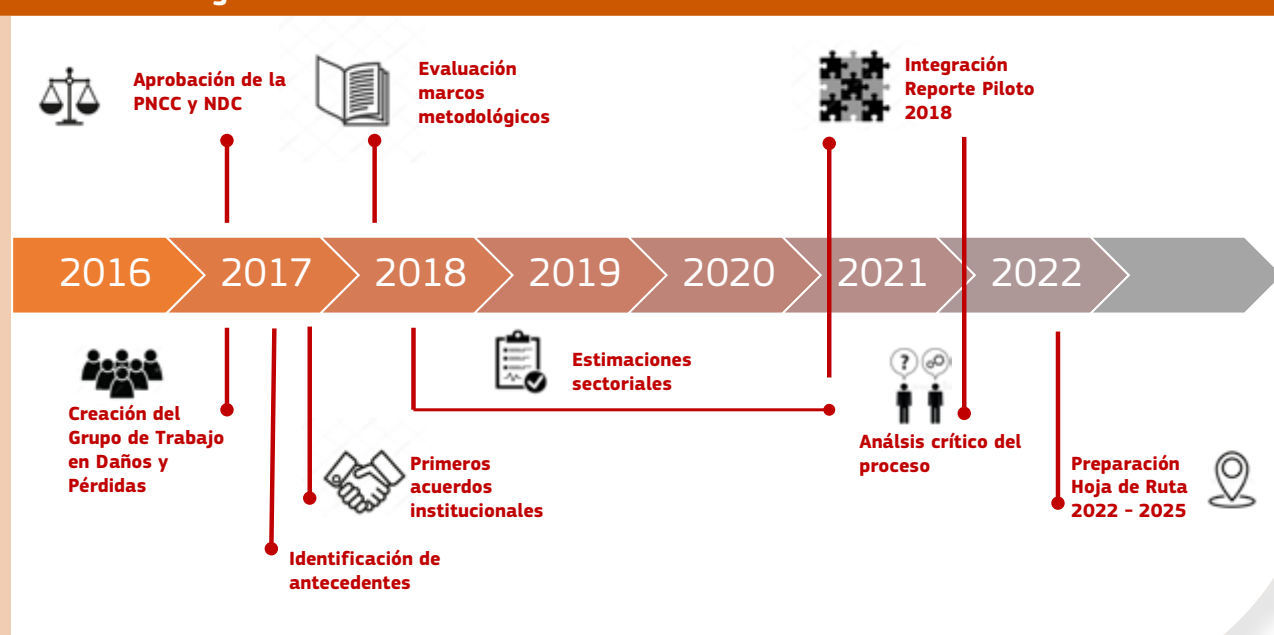 Aprobación de la
PNCC y NDC
Evaluación
marcos
metodológicos
Integración
Reporte Piloto
2018
2016
2017
2018
2019
2020
2021
2022
Creación del
Grupo de Trabajo
en Daños y
Pérdidas
Estimaciones
sectoriales
?
Primeros
acuerdos
institucionales
Identificación de
antecedentes
Análsis crítico del
proceso
Preparación
Hoja de Ruta
2022 - 2025